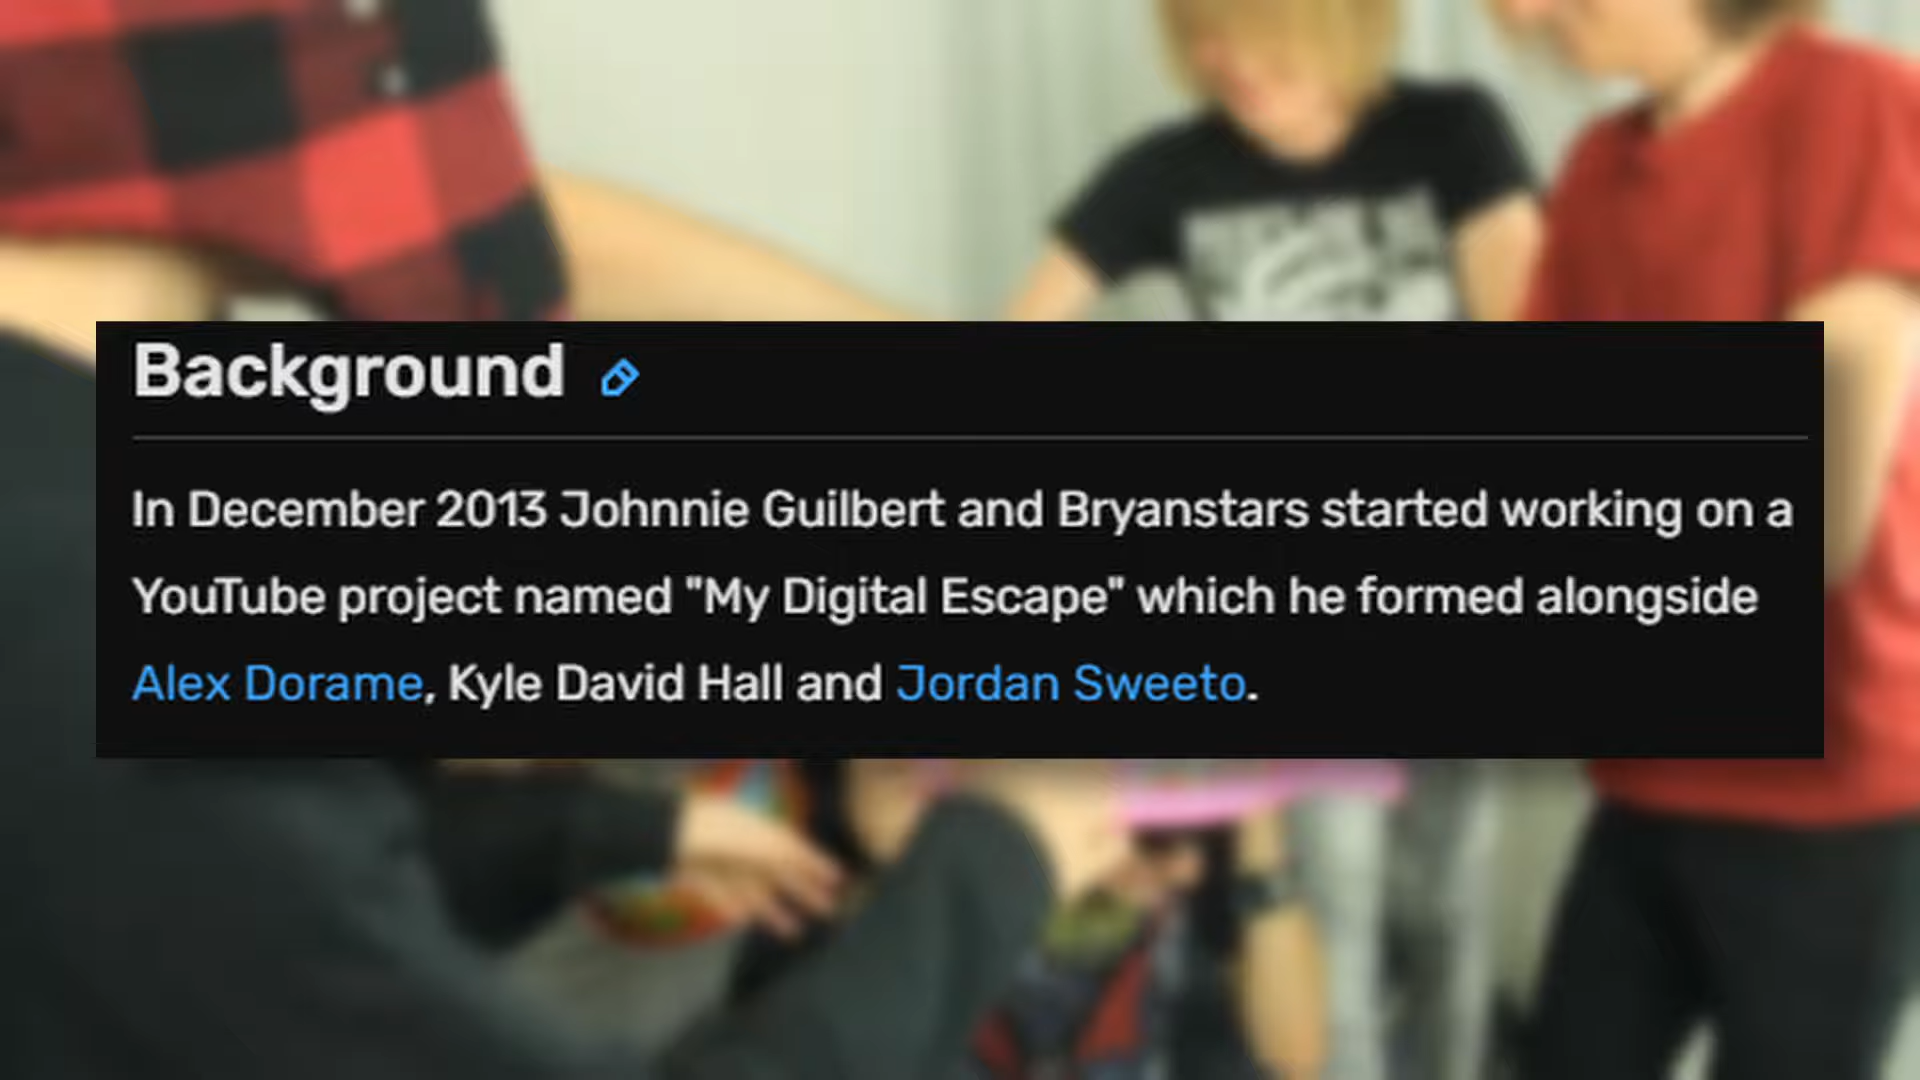 Background
In December 2013 Johnnie Guilbert and Bryanstars started working on a
YouTube project named "My Digital Escape" which he formed alongside
Alex Dorame, Kyle David Hall and Jordan Sweeto.